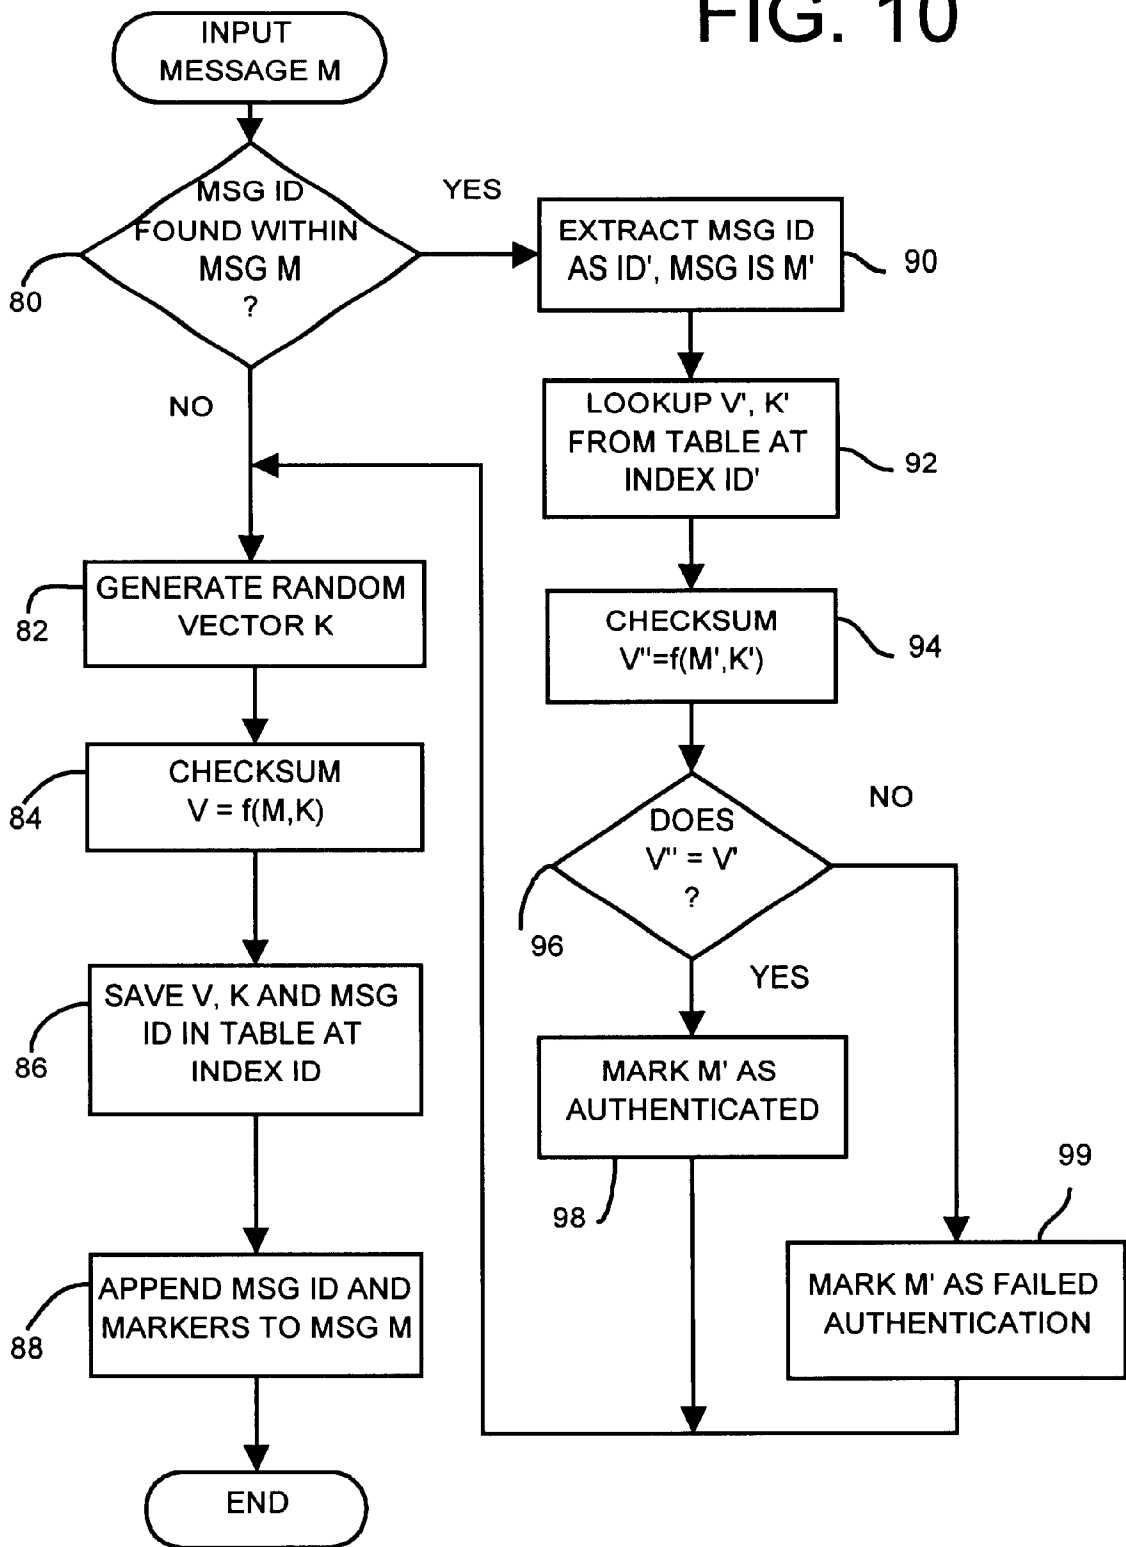 FIG. 10
INPUT
MESSAGE M
MSG ID
FOUND WITHIN
MSG M
?
80
YES
NO
EXTRACT MSG ID
AS ID', MSG IS M'
90
LOOKUP V', K'
FROM TABLE AT
INDEX ID'
92
GENERATE RANDOM
VECTOR K
82
CHECKSUM
V''=f(M',K')
94
CHECKSUM
V = f(M,K)
84
DOES
V'' = V'
?
96
NO
YES
SAVE V, K AND MSG
ID IN TABLE AT
INDEX ID
86
MARK M' AS
AUTHENTICATED
98
99
MARK M' AS FAILED
AUTHENTICATION
APPEND MSG ID AND
MARKERS TO MSG M
88
END